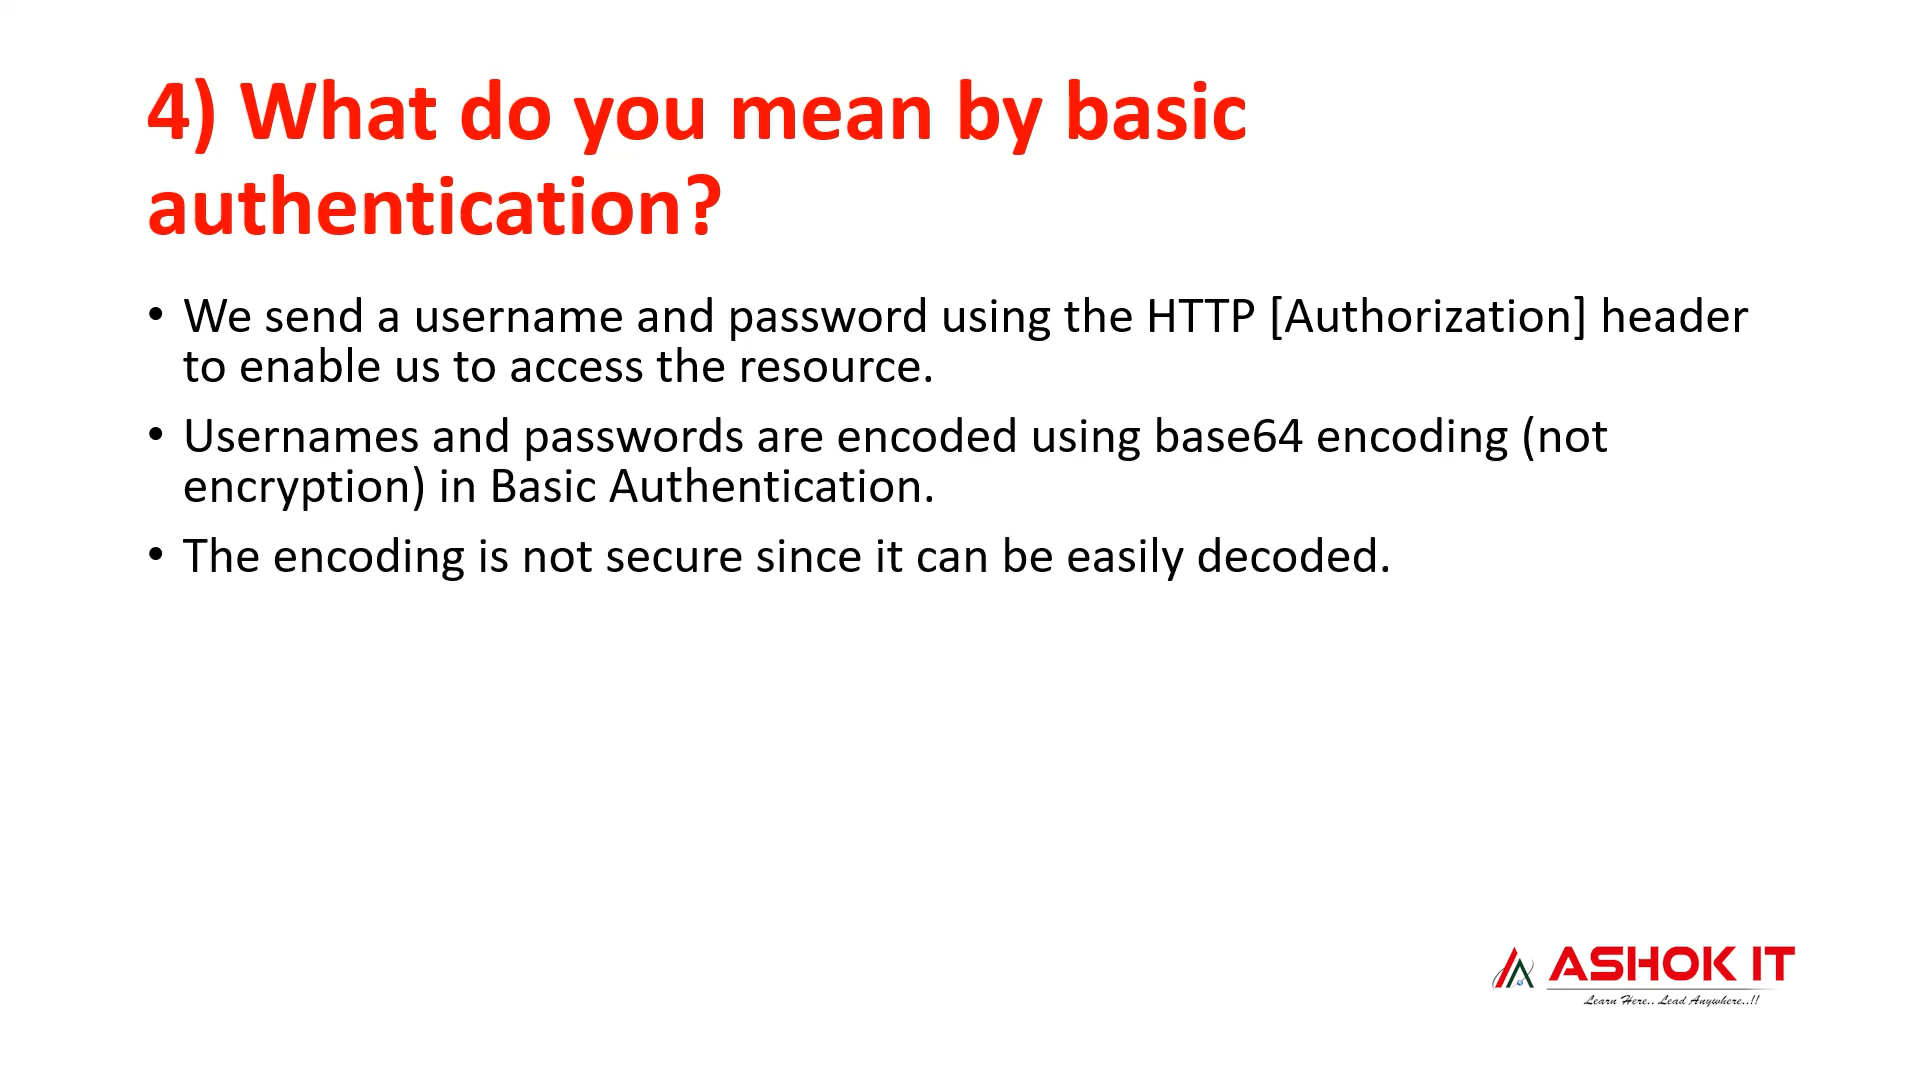 4) What do you mean by basic
authentication?
• We send a username and password using the HTTP [Authorization] header
to enable us to access the resource.
• Usernames and passwords are encoded using base64 encoding (not
encryption) in Basic Authentication.
• The encoding is not secure since it can be easily decoded.
ASHOK IT
Learn Here.. Lead Anywhere..!!